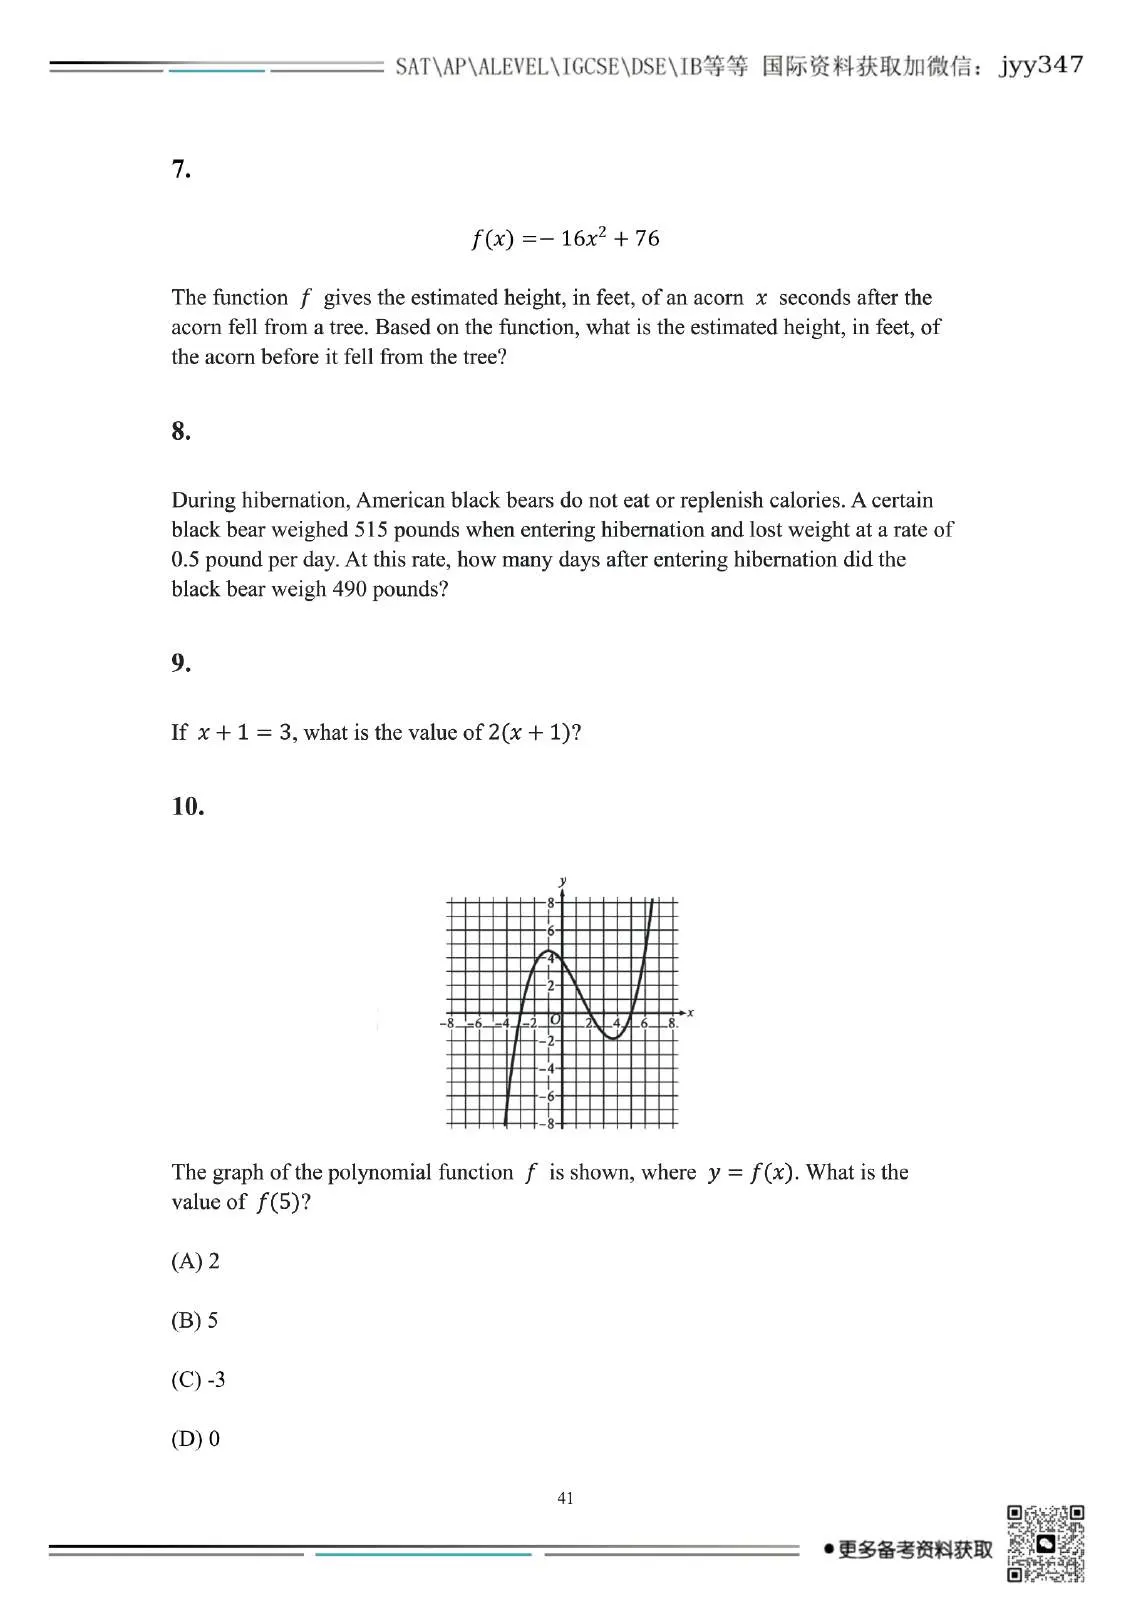 SAT\AP\ALEVEL\IGCSE\DSE\IB等等 国际资料获取加微信： jyy347
7.
f(x) =− 16x² + 76
The function f gives the estimated height, in feet, of an acorn x seconds after the
acorn fell from a tree. Based on the function, what is the estimated height, in feet, of
the acorn before it fell from the tree?
8.
During hibernation, American black bears do not eat or replenish calories. A certain
black bear weighed 515 pounds when entering hibernation and lost weight at a rate of
0.5 pound per day. At this rate, how many days after entering hibernation did the
black bear weigh 490 pounds?
9.
If x + 1 = 3, what is the value of 2(x + 1)?
10.
y
8
6
4
2
−8 −6 −4 −2 O 2 4 6 8 x
−2
−4
−6
−8
The graph of the polynomial function f is shown, where y = f(x). What is the
value of f(5)?
(A) 2
(B) 5
(C) -3
(D) 0
41
●更多备考资料获取